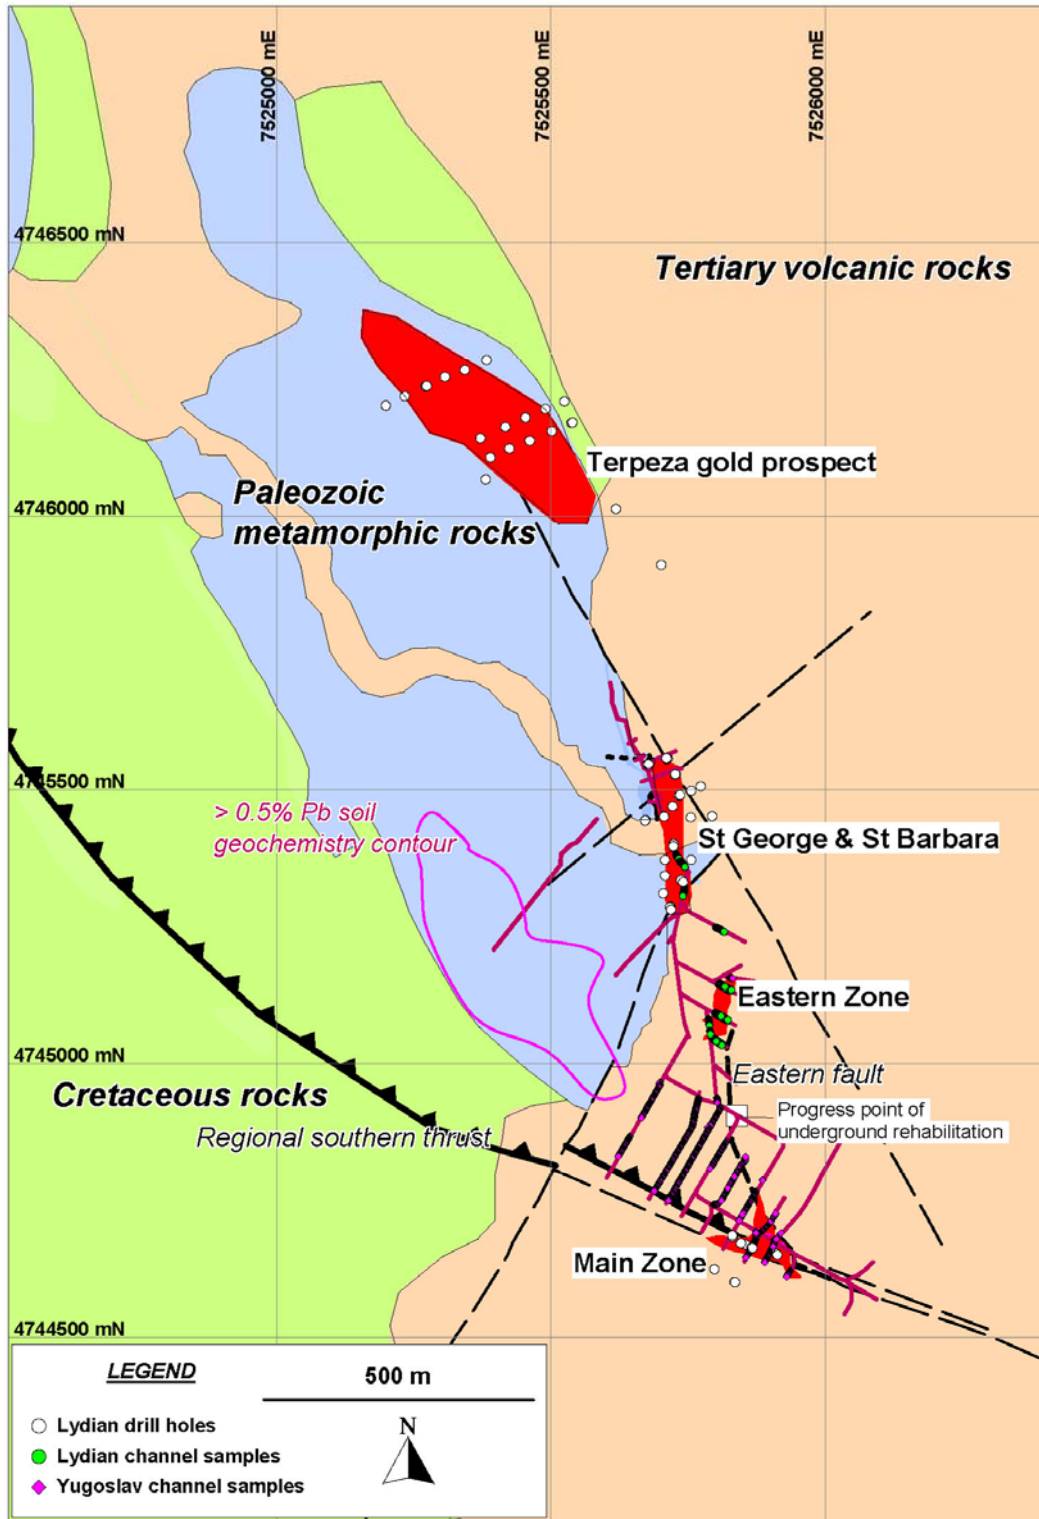 7525000 mE
7525500 mE
7526000 mE
4746500 mN
Tertiary volcanic rocks
Terpeza gold prospect
Paleozoic
metamorphic rocks
4746000 mN
4745500 mN
> 0.5% Pb soil
geochemistry contour
St George & St Barbara
Eastern Zone
4745000 mN
Eastern fault
Cretaceous rocks
Progress point of
underground rehabilitation
Regional southern thrust
Main Zone
4744500 mN
LEGEND
500 m
N
Lydian drill holes
Lydian channel samples
Yugoslav channel samples